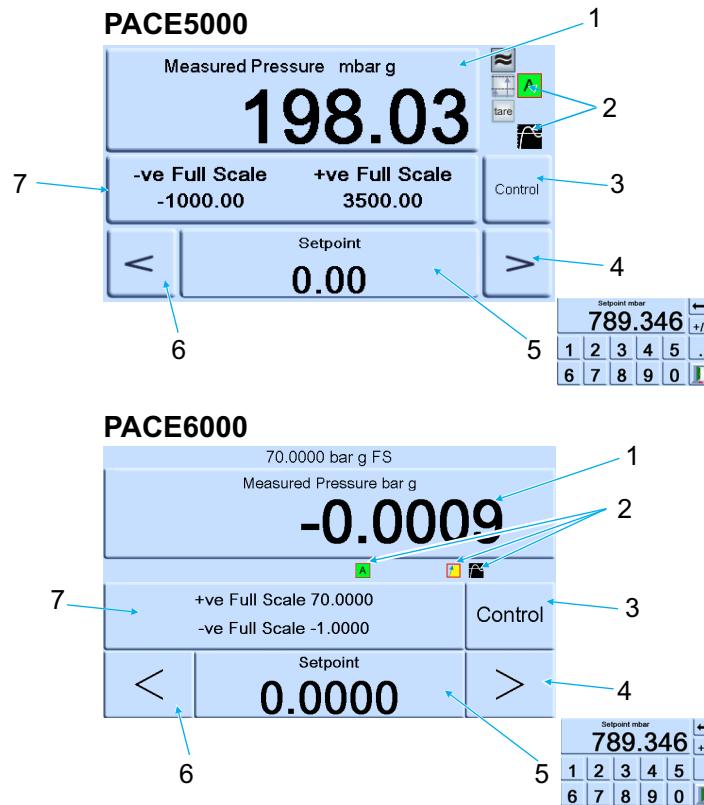 PACE5000
1
Measured Pressure mbar g
198.03
A
tare
2
7
-ve Full Scale +ve Full Scale
-1000.00 3500.00
Control
3
<
Setpoint
0.00
>
4
6
5
Setpoint mbar
789.346
+/
1 2 3 4 5 .
6 7 8 9 0
PACE6000
70.0000 bar g FS
1
Measured Pressure bar g
-0.0009
2
A
7
+ve Full Scale 70.0000
-ve Full Scale -1.0000
Control
3
<
Setpoint
0.0000
>
4
6
5
Setpoint mbar
789.346
+
1 2 3 4 5
6 7 8 9 0